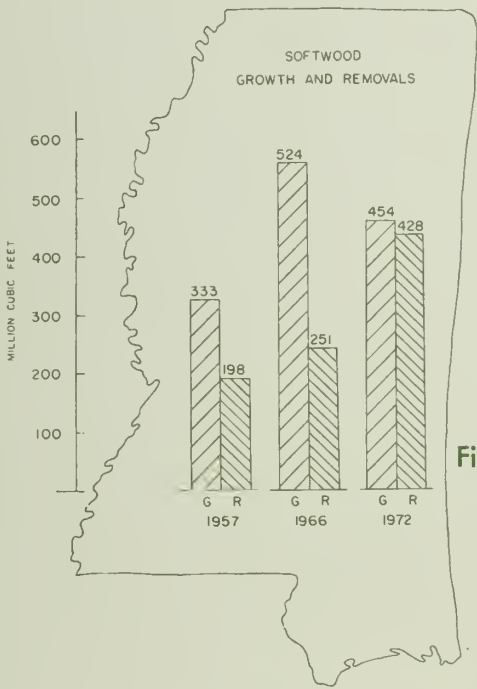 SOFTWOOD
GROWTH AND REMOVALS
MILLION CUBIC FEET
600
500
400
300
200
100
333
198
524
251
454
428
G R G R G R
1957 1966 1972
Fi